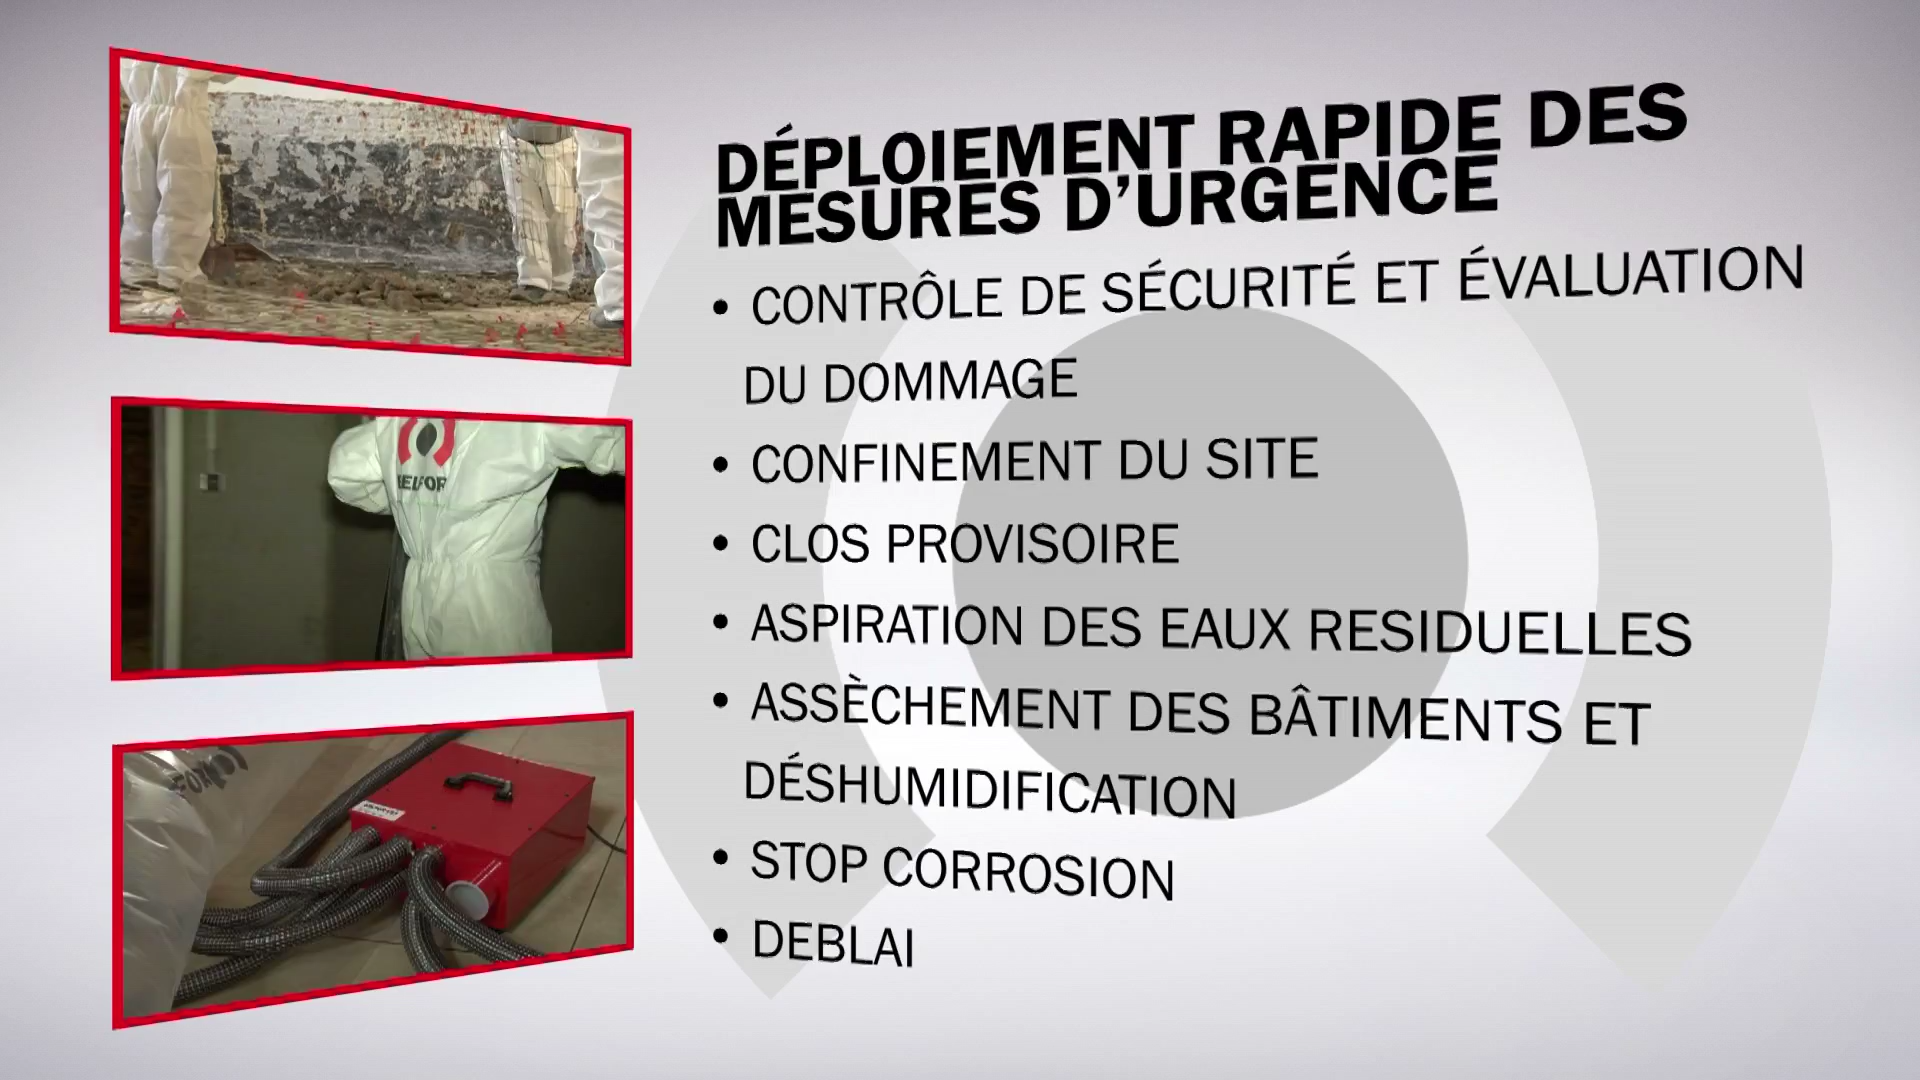 DÉPLOIEMENT RAPIDE DES
MESURES D'URGENCE
• CONTRÔLE DE SÉCURITÉ ET ÉVALUATION
DU DOMMAGE
• CONFINEMENT DU SITE
• CLOS PROVISOIRE
• ASPIRATION DES EAUX RESIDUELLES
• ASSÈCHEMENT DES BÂTIMENTS ET
DÉSHUMIDIFICATION
• STOP CORROSION
• DEBLAI